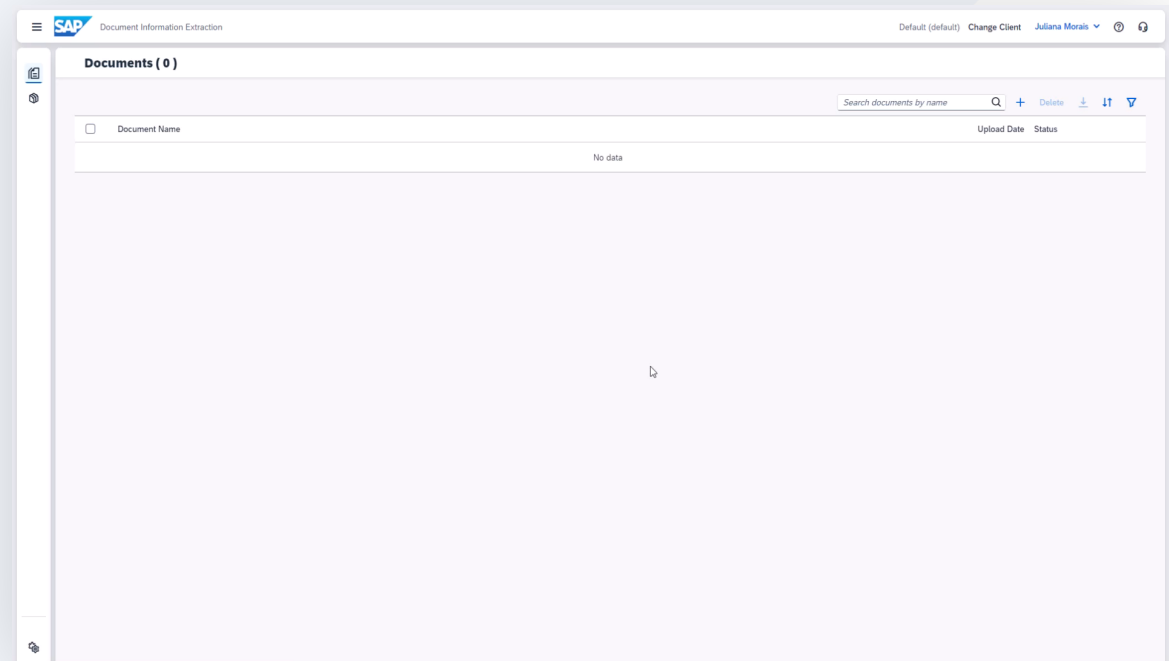 SAP Document Information Extraction Default (default) Change Client Juliana Morais
Documents ( 0 )
Search documents by name Delete
Document Name Upload Date Status
No data